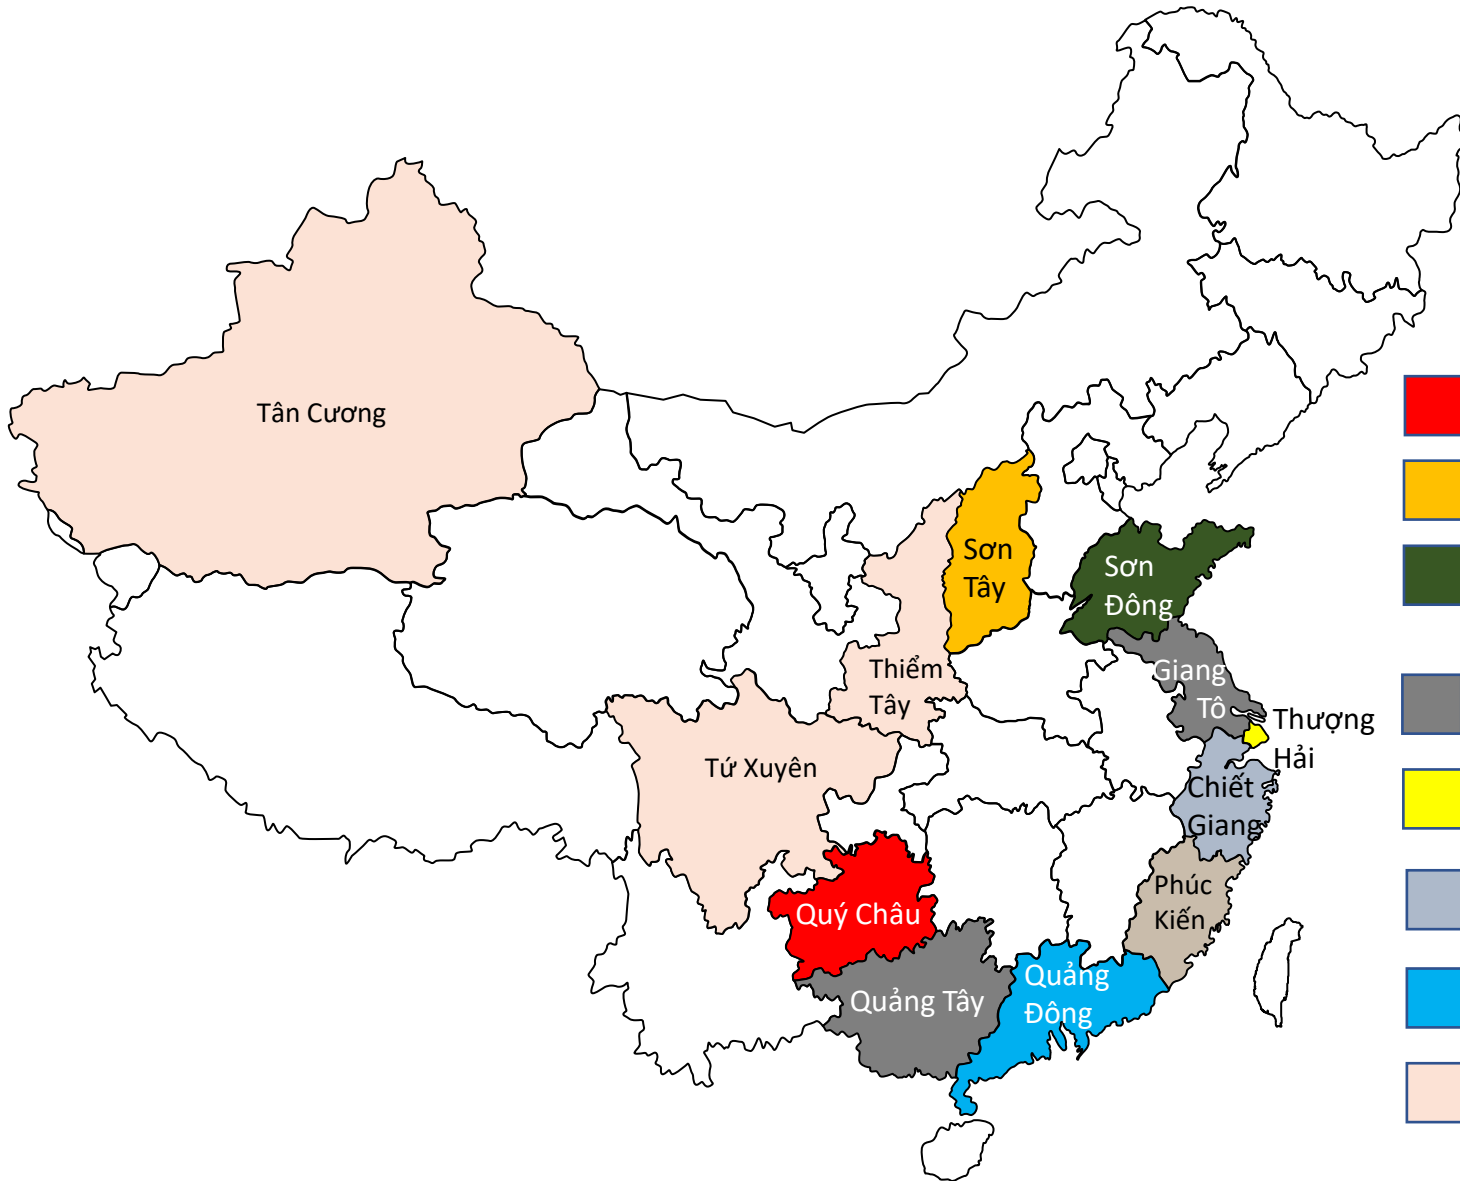 Tân Cương
Sơn
Tây
Sơn
Đông
Thiểm
Tây
Giang
Tô
Thượng
Hải
Tứ Xuyên
Chiết
Giang
Phúc
Kiến
Quý Châu
Quảng Tây
Quảng
Đông